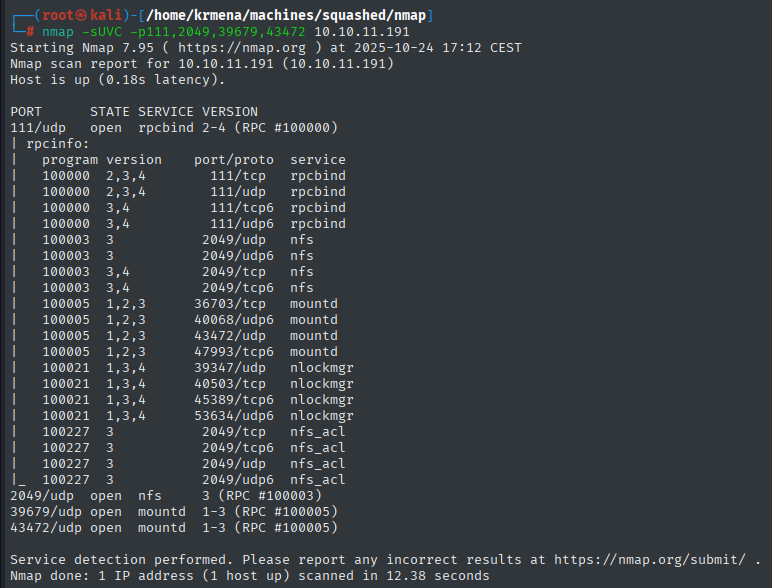 ┌──(root㉿kali)-[/home/krmena/machines/squashed/nmap]
└─# nmap -sUVC -p111,2049,39679,43472 10.10.11.191
Starting Nmap 7.95 ( https://nmap.org ) at 2025-10-24 17:12 CEST
Nmap scan report for 10.10.11.191 (10.10.11.191)
Host is up (0.18s latency).

PORT      STATE SERVICE VERSION
111/udp   open  rpcbind 2-4 (RPC #100000)
| rpcinfo:
|   program version    port/proto  service
|   100000  2,3,4        111/tcp   rpcbind
|   100000  2,3,4        111/udp   rpcbind
|   100000  3,4          111/tcp6  rpcbind
|   100000  3,4          111/udp6  rpcbind
|   100003  3           2049/udp   nfs
|   100003  3           2049/udp6  nfs
|   100003  3,4         2049/tcp   nfs
|   100003  3,4         2049/tcp6  nfs
|   100005  1,2,3      36703/tcp   mountd
|   100005  1,2,3      40068/udp6  mountd
|   100005  1,2,3      43472/udp   mountd
|   100005  1,2,3      47993/tcp6  mountd
|   100021  1,3,4      39347/udp   nlockmgr
|   100021  1,3,4      40503/tcp   nlockmgr
|   100021  1,3,4      45389/tcp6  nlockmgr
|   100021  1,3,4      53634/udp6  nlockmgr
|   100227  3           2049/tcp   nfs_acl
|   100227  3           2049/tcp6  nfs_acl
|   100227  3           2049/udp   nfs_acl
|_  100227  3           2049/udp6  nfs_acl
2049/udp  open  nfs     3 (RPC #100003)
39679/udp open  mountd  1-3 (RPC #100005)
43472/udp open  mountd  1-3 (RPC #100005)

Service detection performed. Please report any incorrect results at https://nmap.org/submit/ .
Nmap done: 1 IP address (1 host up) scanned in 12.38 seconds